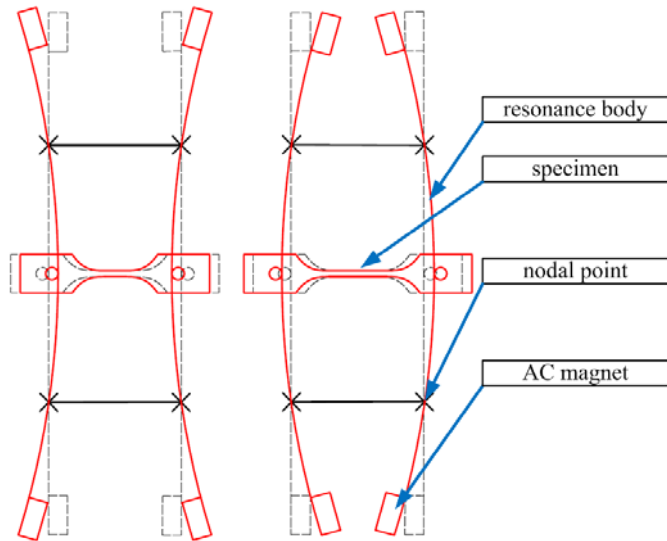 resonance body
specimen
nodal point
AC magnet